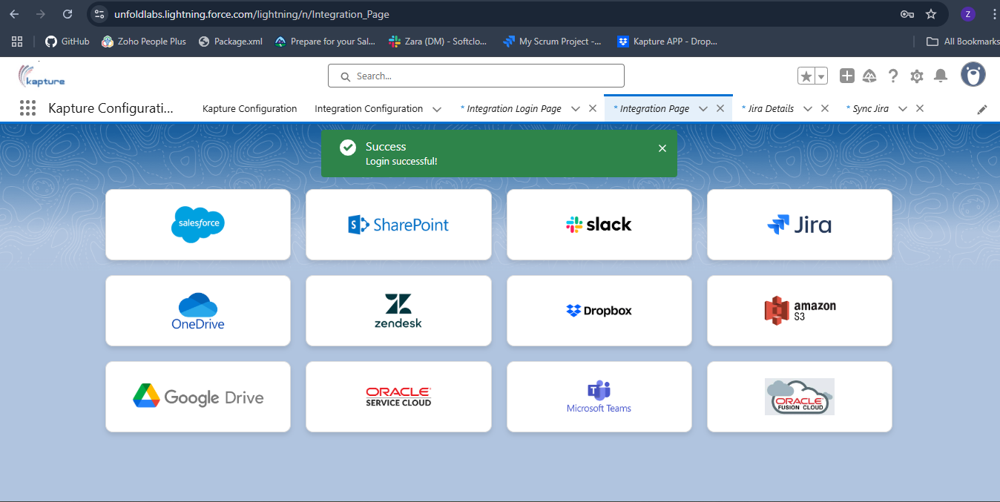 unfoldlabs.lightning.force.com/lightning/n/Integration_Page
Z
GitHub
Zoho People Plus
Package.xml
Prepare for your Sal...
Zara (DM) - Softclo...
My Scrum Project -...
Kapture APP - Drop...
All Bookmarks
kapture
Search...
Kapture Configurati...
Kapture Configuration
Integration Configuration
* Integration Login Page
* Integration Page
* Jira Details
* Sync Jira
Success
Login successful!
salesforce
S SharePoint
slack
Jira
OneDrive
zendesk
Dropbox
amazon
S3
Google Drive
ORACLE
SERVICE CLOUD
T
Microsoft Teams
ORACLE
FUSION CLOUD